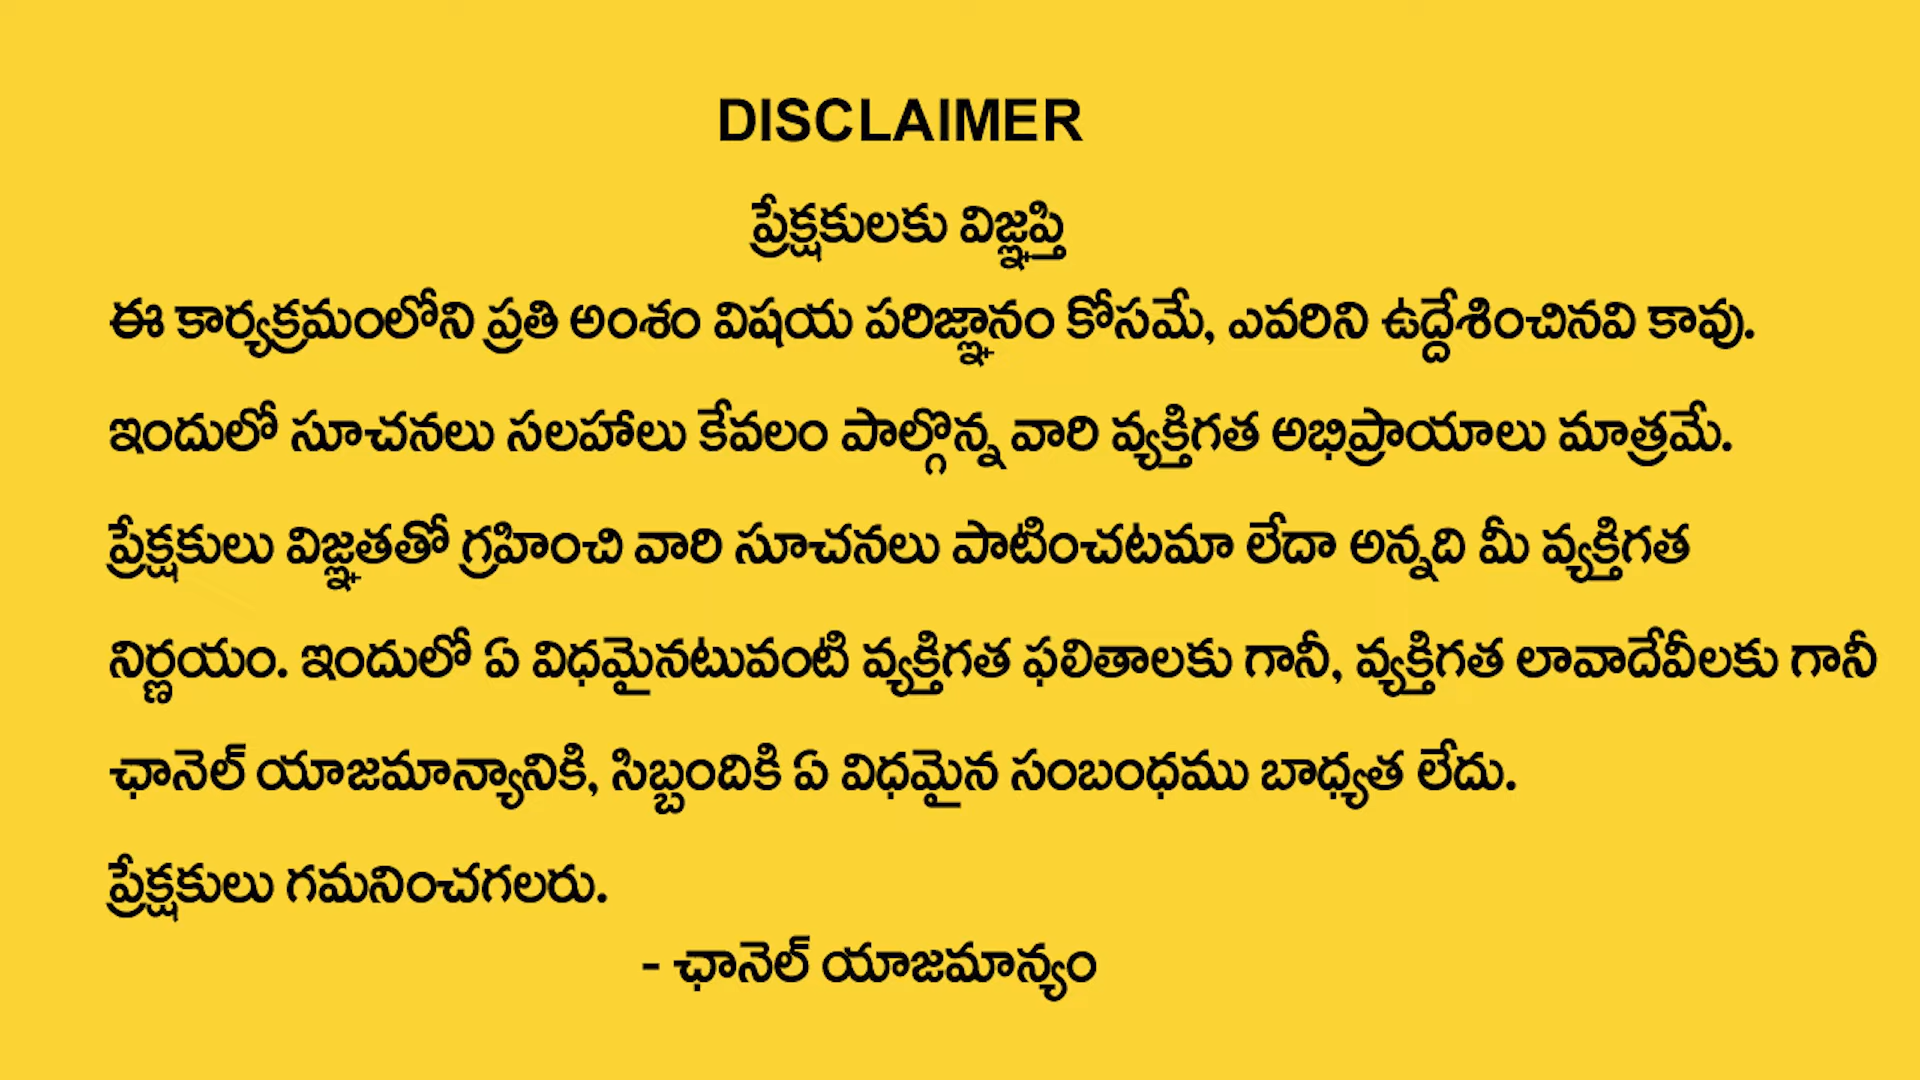 DISCLAIMER
ప్రేక్షకులకు విజ్ఞప్తి
ఈ కార్యక్రమంలోని ప్రతి అంశం విషయ పరిజ్ఞానం కోసమే, ఎవరిని ఉద్దేశించినవి కావు.
ఇందులో సూచనలు సలహాలు కేవలం పాల్గొన్న వారి వ్యక్తిగత అభిప్రాయాలు మాత్రమే.
ప్రేక్షకులు విజ్ఞతతో గ్రహించి వారి సూచనలు పాటించటమా లేదా అన్నది మీ వ్యక్తిగత
నిర్ణయం. ఇందులో ఏ విధమైనటువంటి వ్యక్తిగత ఫలితాలకు గానీ, వ్యక్తిగత లావాదేవీలకు గానీ
ఛానెల్ యాజమాన్యానికి, సిబ్బందికి ఏ విధమైన సంబంధము బాధ్యత లేదు.
ప్రేక్షకులు గమనించగలరు.
- ఛానెల్ యాజమాన్యం